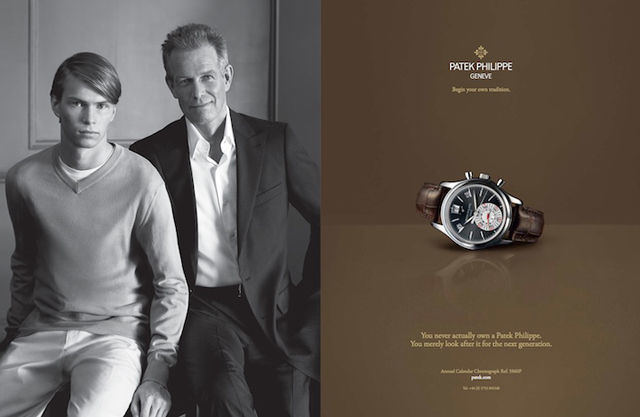 PATEK PHILIPPE
GENEVE
Begin your own tradition.
You never actually own a Patek Philippe.
You merely look after it for the next generation.
Annual Calendar Chronograph Ref. 5960P
patek.com